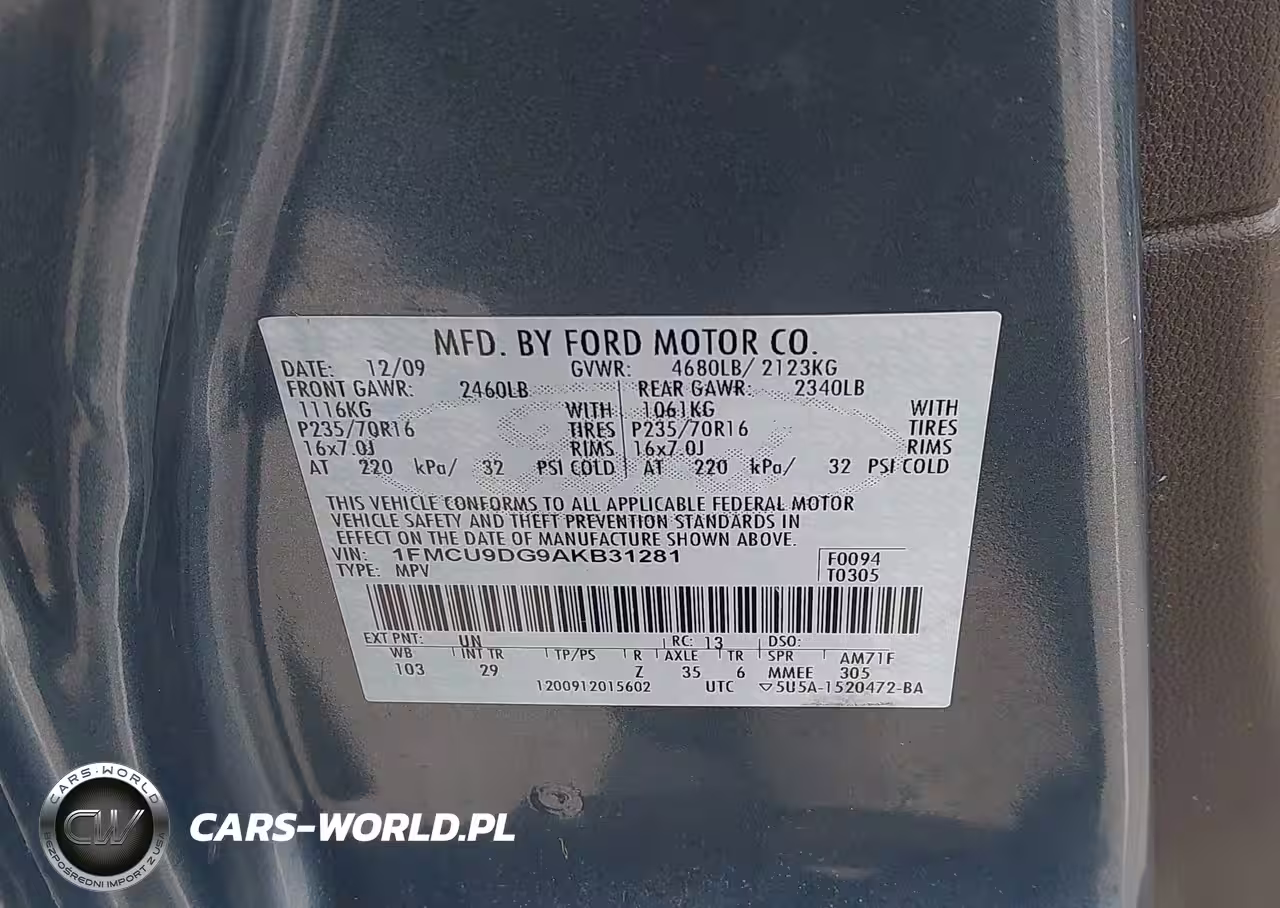 MFD. BY FORD MOTOR CO.
DATE: 12/09 GVWR: 4680LB/ 2123KG
FRONT GAWR: 2460LB REAR GAWR: 2340LB
1116KG WITH 1061KG WITH
P235/70R16 TIRES P235/70R16 TIRES
16x7.0J RIMS 16x7.0J RIMS
AT 220 kPa/ 32 PSI COLD AT 220 kPa/ 32 PSI COLD
THIS VEHICLE CONFORMS TO ALL APPLICABLE FEDERAL MOTOR
VEHICLE SAFETY AND THEFT PREVENTION STANDARDS IN
EFFECT ON THE DATE OF MANUFACTURE SHOWN ABOVE.
VIN: 1FMCU9DG9AKB31281 F0094
TYPE: MPV T0305
EXT PNT: UN RC: 13 DSO:
WB INT TR TP/PS R AXLE TR SPR AM71F
103 29 Z 35 6 MMEE 305
1200912015602 UTC ▽5U5A-1520472-BA
CARS-WORLD
CW
BEZPOŚREDNI IMPORT Z USA
CARS-WORLD.PL